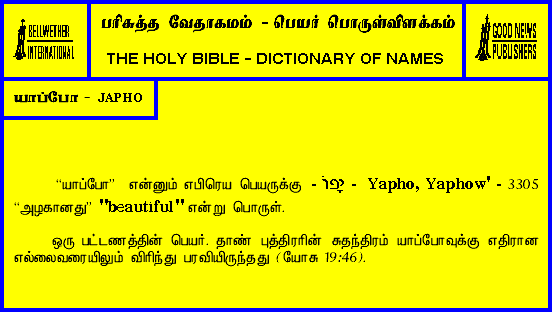 BELLWETHER
INTERNATIONAL
பரிசுத்த வேதாகமம் - பெயர் பொருள்விளக்கம்
THE HOLY BIBLE - DICTIONARY OF NAMES
GOOD NEWS
PUBLISHERS
யாப்போ - JAPHO
“யாப்போ” என்னும் எபிரெய பெயருக்கு - יָפוֹ - Yapho, Yaphow' - 3305
“அழகானது” "beautiful" என்று பொருள்.
ஒரு பட்டணத்தின் பெயர். தாண் புத்திரரின் சுதந்திரம் யாப்போவுக்கு எதிரான
எல்லைவரையிலும் விரிந்து பரவியிருந்தது (யோசு 19:46).